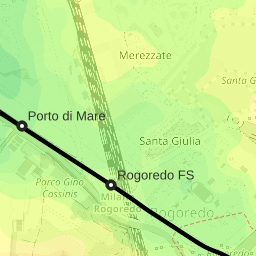 Merezzate
Santa G
Porto di Mare
Santa Giulia
Rogoredo FS
Parco Gino
Cassinis
Milano
Rogoredo
Rogoredo